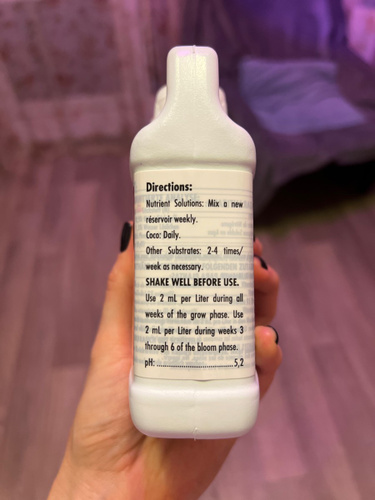 Directions:
Nutrient Solutions: Mix a new
réservoir weekly.
Coco: Daily.
Other Substrates: 2-4 times/
week as necessary.
SHAKE WELL BEFORE USE.
Use 2 mL per Liter during all
weeks of the grow phase. Use
2 mL per Liter during weeks 3
through 6 of the bloom phase.
pH: ................................5,2